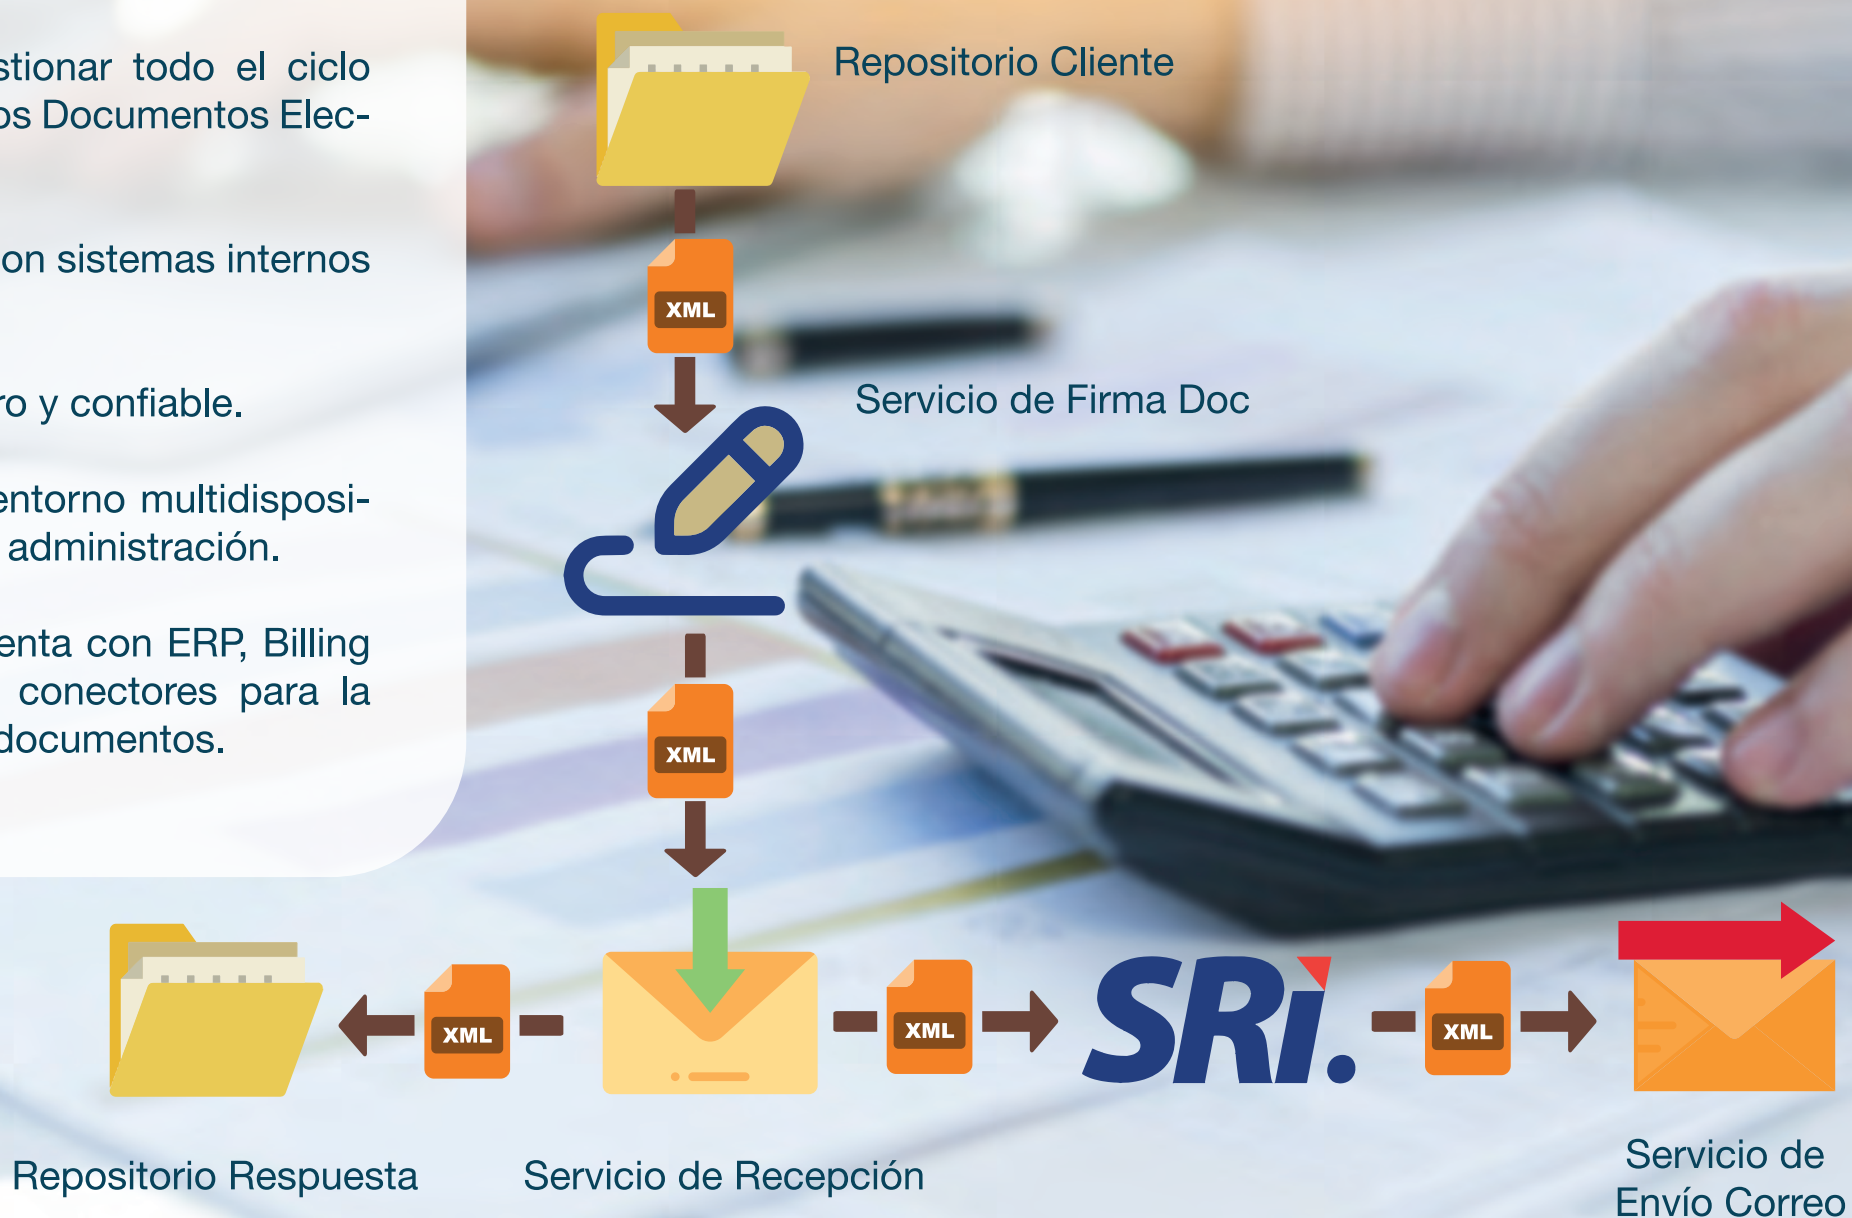 stionar todo el ciclo
os Documentos Elec-
on sistemas internos
ro y confiable.
entorno multidisposi-
administración.
enta con ERP, Billing
conectores para la
documentos.
Repositorio Cliente
XML
Servicio de Firma Doc
XML
XML
XML
SRi.
XML
Repositorio Respuesta
Servicio de Recepción
Servicio de
Envío Correo